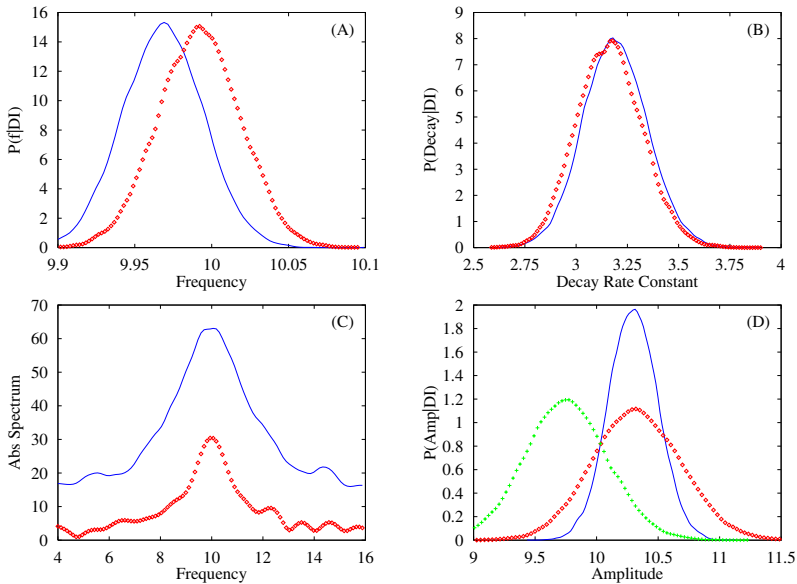 (A)
P(f|DI)
16
14
12
10
8
6
4
2
0
9.9 9.95 10 10.05 10.1
Frequency
(B)
P(Decay|DI)
9
8
7
6
5
4
3
2
1
0
2.5 2.75 3 3.25 3.5 3.75 4
Decay Rate Constant
(C)
Abs Spectrum
70
60
50
40
30
20
10
0
4 6 8 10 12 14 16
Frequency
(D)
P(Amp|DI)
2
1.8
1.6
1.4
1.2
1
0.8
0.6
0.4
0.2
0
9 9.5 10 10.5 11 11.5
Amplitude